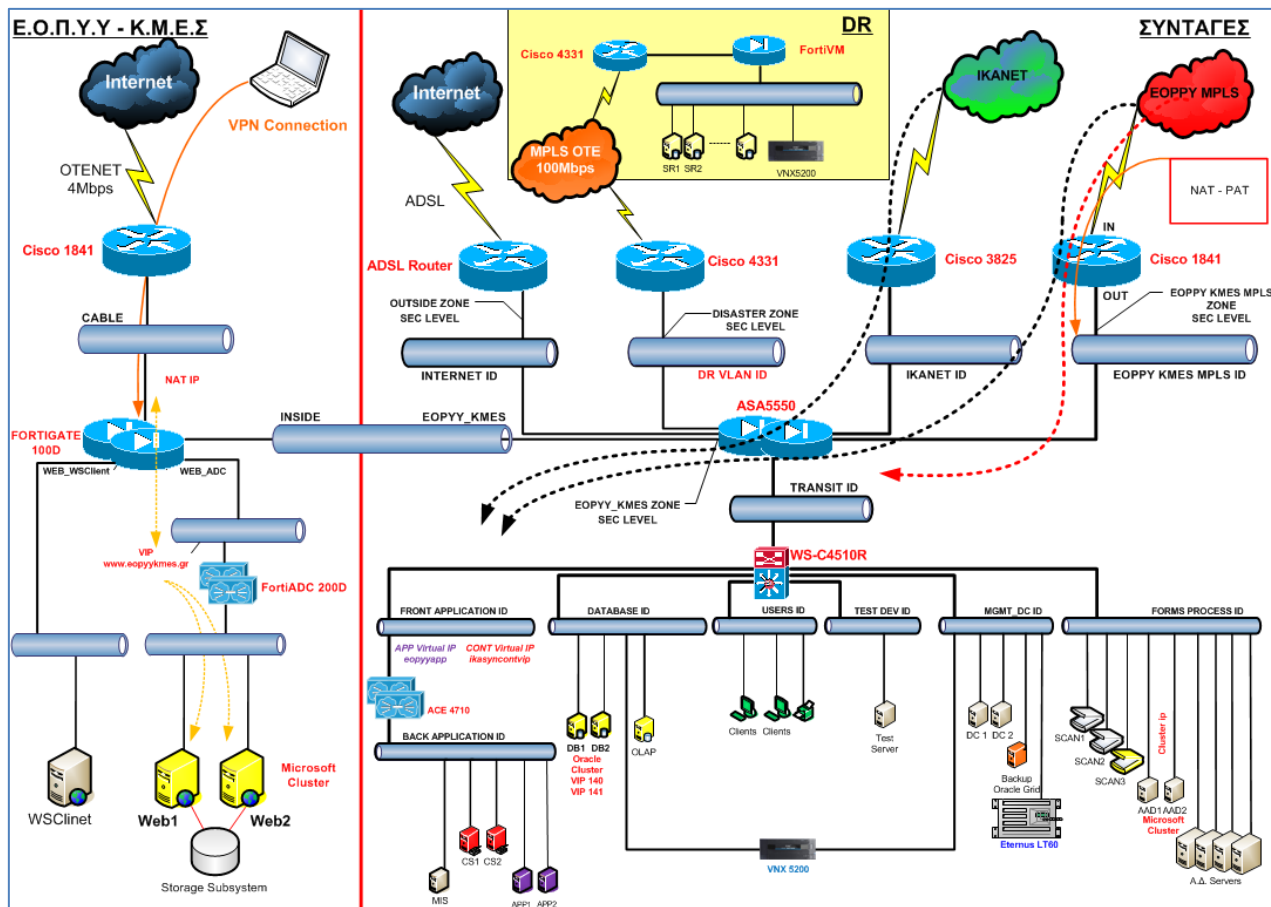 Ε.Ο.Π.Υ.Υ - Κ.Μ.Ε.Σ
Internet
VPN Connection
OTENET
4Mbps
Cisco 1841
CABLE
NAT IP
FORTIGATE
100D
WEB_WSClient
WEB_ADC
INSIDE
EOPYY_KMES
VIP
www.eopyykmes.gr
FortiADC 200D
WSClinet
Web1
Web2
Microsoft
Cluster
Storage Subsystem
DR
Cisco 4331
FortiVM
SR1
SR2
VNX5200
MPLS OTE
100Mbps
Internet
ADSL
ADSL Router
Cisco 4331
ΣΥΝΤΑΓΕΣ
IKANET
EOPPY MPLS
NAT - PAT
Cisco 3825
IN
Cisco 1841
OUT
OUTSIDE ZONE
SEC LEVEL
DISASTER ZONE
SEC LEVEL
EOPPY KMES MPLS
ZONE
SEC LEVEL
INTERNET ID
DR VLAN ID
IKANET ID
EOPPY KMES MPLS ID
ASA5550
EOPYY_KMES ZONE
SEC LEVEL
TRANSIT ID
WS-C4510R
FRONT APPLICATION ID
DATABASE ID
USERS ID
TEST DEV ID
MGMT_DC ID
FORMS PROCESS ID
APP Virtual IP
eopyyapp
CONT Virtual IP
ikasyncontvip
ACE 4710
BACK APPLICATION ID
MIS
CS1
CS2
APP1
APP2
DB1
DB2
Oracle
Cluster
VIP 140
VIP 141
OLAP
Clients
Clients
Test
Server
DC 1
DC 2
Backup
Oracle Grid
Eternus LT60
VNX 5200
SCAN1
SCAN2
SCAN3
Cluster ip
AAD1
AAD2
Microsoft
Cluster
Α.Δ. Servers